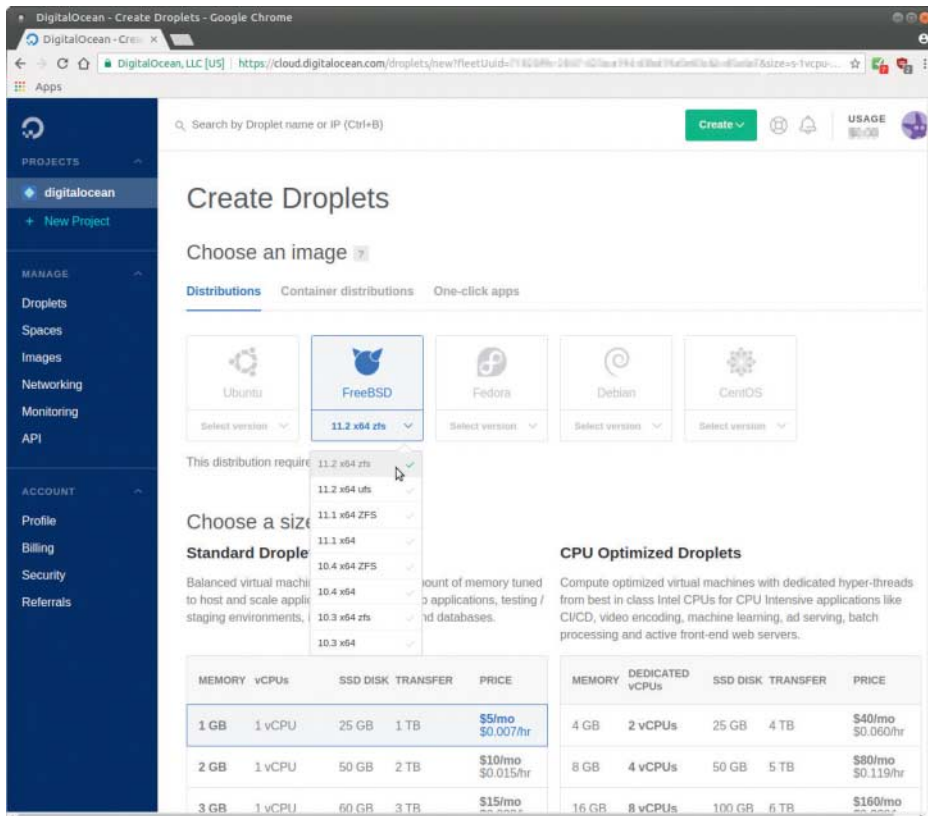 DigitalOcean - Create Droplets - Google Chrome
DigitalOcean - Crea
DigitalOcean, LLC [US] https://cloud.digitalocean.com/droplets/new?fleetUuid= &size=s-1vcpu-...
Apps
Search by Droplet name or IP (Ctrl+B)
Create
USAGE
PROJECTS
digitalocean
+ New Project
MANAGE
Droplets
Spaces
Images
Networking
Monitoring
API
ACCOUNT
Profile
Billing
Security
Referrals
Create Droplets
Choose an image ?
Distributions Container distributions One-click apps
Ubuntu FreeBSD Fedora Debian CentOS
Select version 11.2 x64 zfs Select version Select version Select version
This distribution require
11.2 x64 zfs
11.2 x64 ufs
11.1 x64 ZFS
11.1 x64
10.4 x64 ZFS
10.4 x64
10.3 x64 zfs
10.3 x64
Choose a size
Standard Drople
Balanced virtual machi ount of memory tuned
to host and scale applic o applications, testing /
staging environments, nd databases.
MEMORY vCPUs SSD DISK TRANSFER PRICE
1 GB 1 vCPU 25 GB 1 TB $5/mo
$0.007/hr
2 GB 1 vCPU 50 GB 2 TB $10/mo
$0.015/hr
3 GB 1 vCPU 60 GB 3 TB $15/mo
CPU Optimized Droplets
Compute optimized virtual machines with dedicated hyper-threads
from best in class Intel CPUs for CPU Intensive applications like
CI/CD, video encoding, machine learning, ad serving, batch
processing and active front-end web servers.
MEMORY DEDICATED vCPUs SSD DISK TRANSFER PRICE
4 GB 2 vCPUs 25 GB 4 TB $40/mo
$0.060/hr
8 GB 4 vCPUs 50 GB 5 TB $80/mo
$0.119/hr
16 GB 8 vCPUs 100 GB 6 TB $160/mo